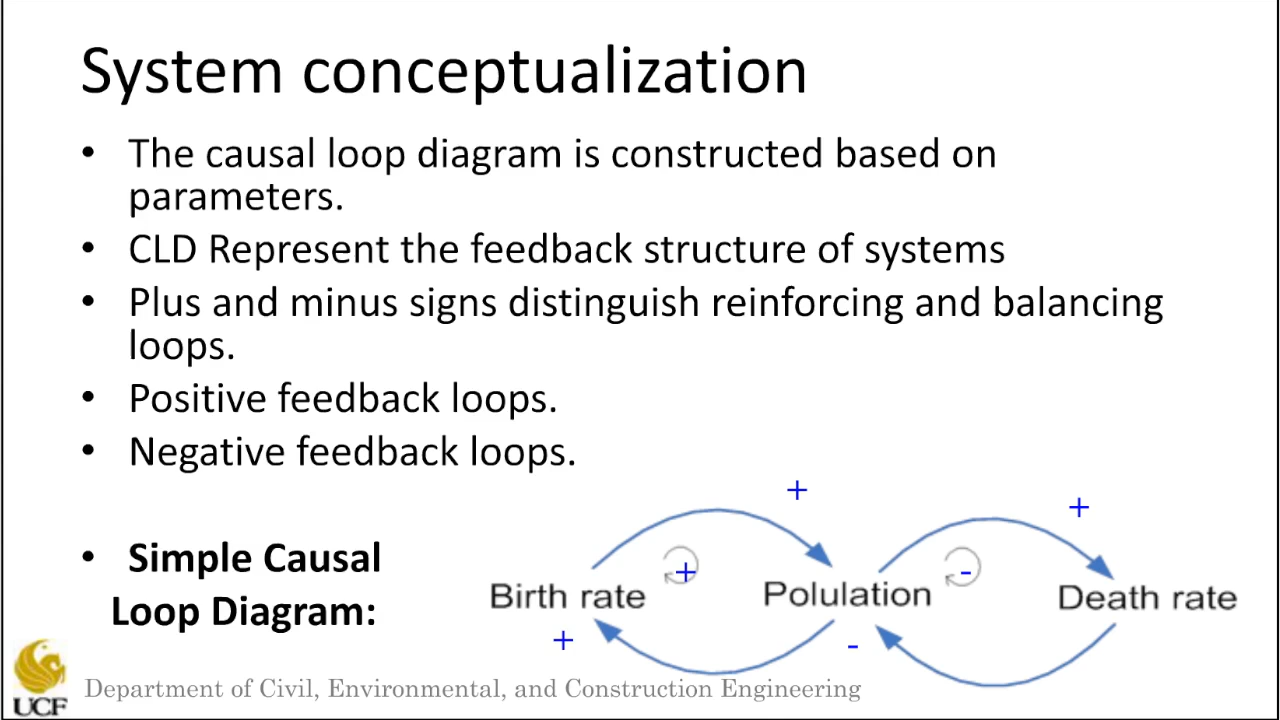 System conceptualization
• The causal loop diagram is constructed based on
parameters.
• CLD Represent the feedback structure of systems
• Plus and minus signs distinguish reinforcing and balancing
loops.
• Positive feedback loops.
• Negative feedback loops.
• Simple Causal
Loop Diagram:
+
+
+
-
Birth rate
Polulation
Death rate
+
-
UCF
Department of Civil, Environmental, and Construction Engineering